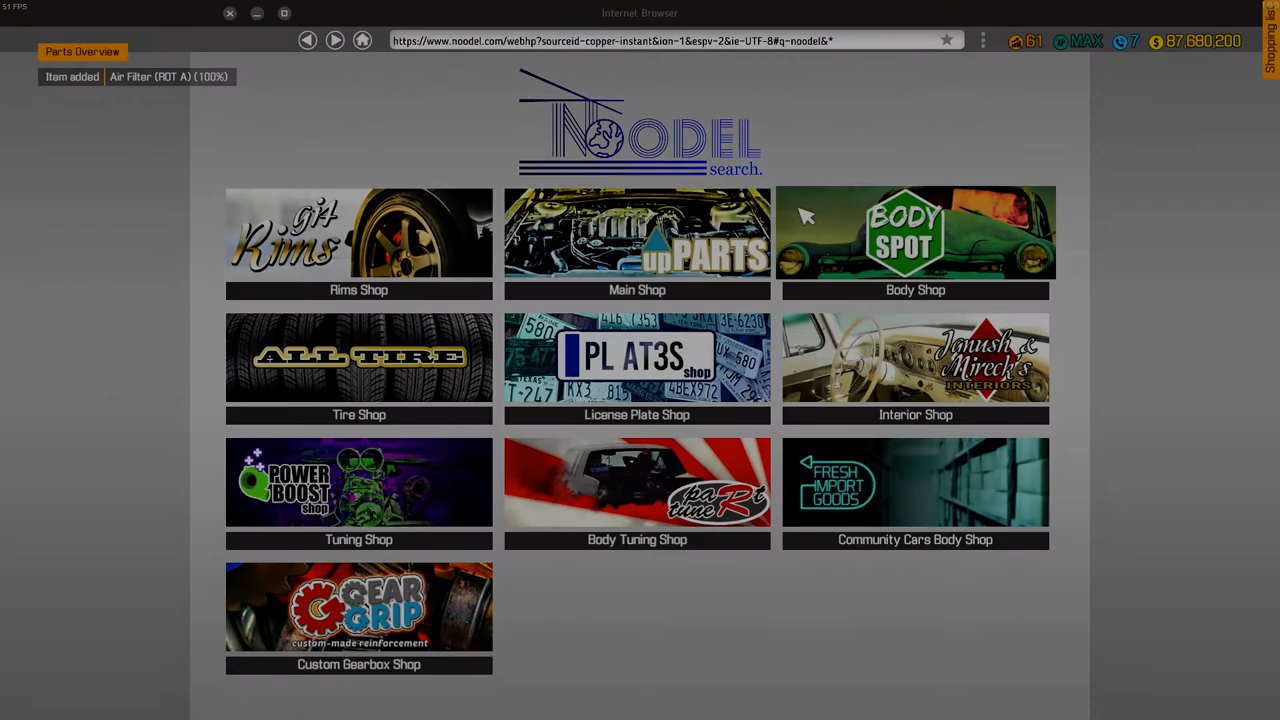 51 FPS
Internet Browser
https://www.noodel.com/webhp?sourceid-copper-instant&ion-1&espv-2&ie-UTF-8#q-noodel&*
61 MAX 7 87,680,200
Shopping list
Parts Overview
Item added Air Filter (ROT A) (100%)
NOODEL
search.
gj4
Rims
Rims Shop
upPARTS
Main Shop
BODY
SPOT
Body Shop
ALL TIRE
Tire Shop
PL AT3S
shop
License Plate Shop
Janush &
Mireck's
INTERIORS
Interior Shop
POWER
BOOST
shop
Tuning Shop
paRt
tune
Body Tuning Shop
FRESH
IMPORT
GOODS
Community Cars Body Shop
GEAR
GRIP
custom-made reinforcement
Custom Gearbox Shop